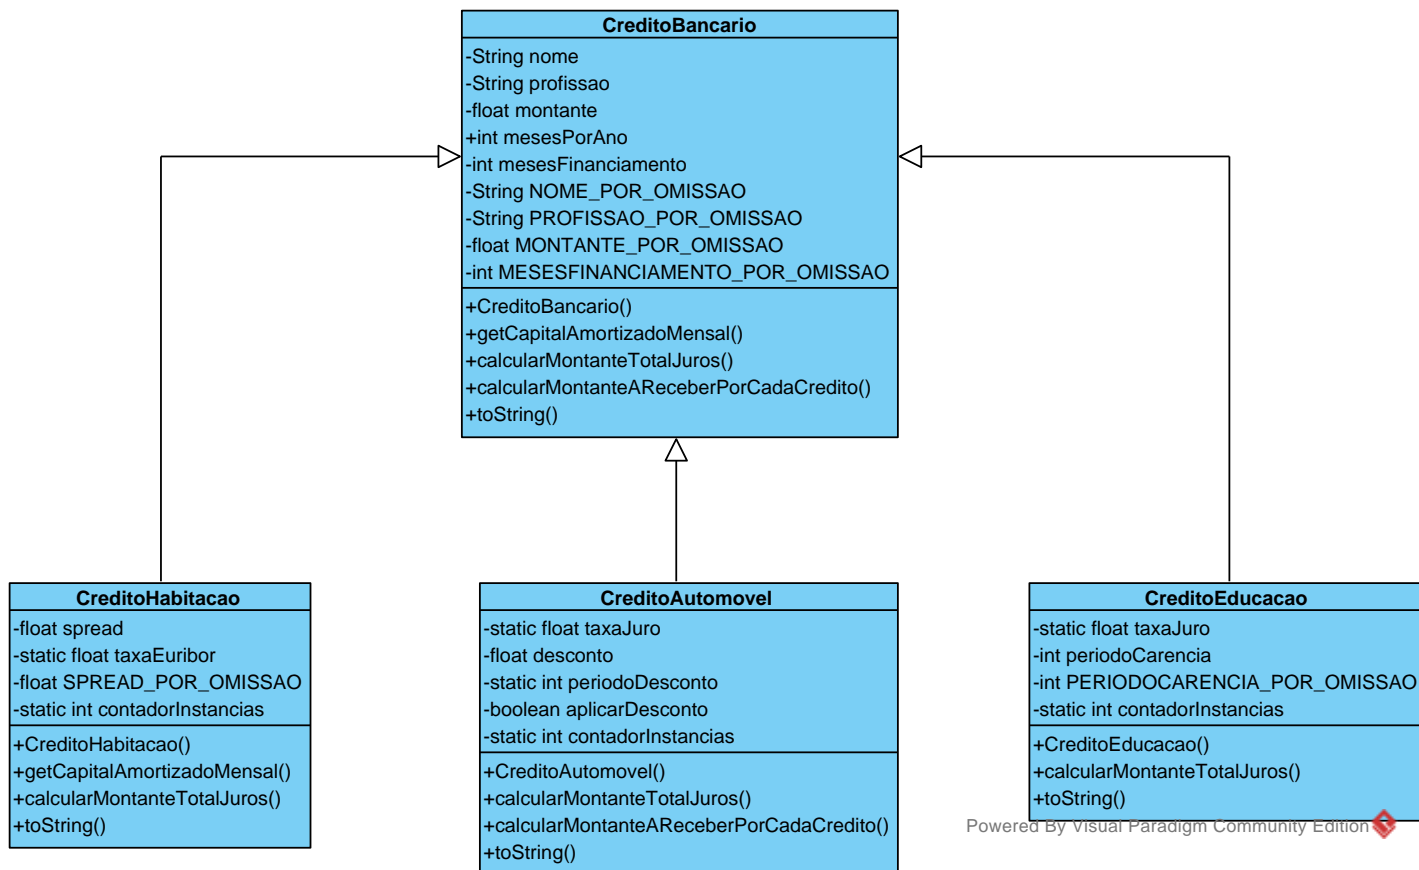 CreditoBancario
-String nome
-String profissao
-float montante
+int mesesPorAno
-int mesesFinanciamento
-String NOME_POR_OMISSAO
-String PROFISSAO_POR_OMISSAO
-float MONTANTE_POR_OMISSAO
-int MESESFINANCIAMENTO_POR_OMISSAO
+CreditoBancario()
+getCapitalAmortizadoMensal()
+calcularMontanteTotalJuros()
+calcularMontanteAReceberPorCadaCredito()
+toString()
CreditoHabitacao
-float spread
-static float taxaEuribor
-float SPREAD_POR_OMISSAO
-static int contadorInstancias
+CreditoHabitacao()
+getCapitalAmortizadoMensal()
+calcularMontanteTotalJuros()
+toString()
CreditoAutomovel
-static float taxaJuro
-float desconto
-static int periodoDesconto
-boolean aplicarDesconto
-static int contadorInstancias
+CreditoAutomovel()
+calcularMontanteTotalJuros()
+calcularMontanteAReceberPorCadaCredito()
+toString()
CreditoEducacao
-static float taxaJuro
-int periodoCarencia
-int PERIODOCARENCIA_POR_OMISSAO
-static int contadorInstancias
+CreditoEducacao()
+calcularMontanteTotalJuros()
+toString()
Powered By Visual Paradigm Community Edition